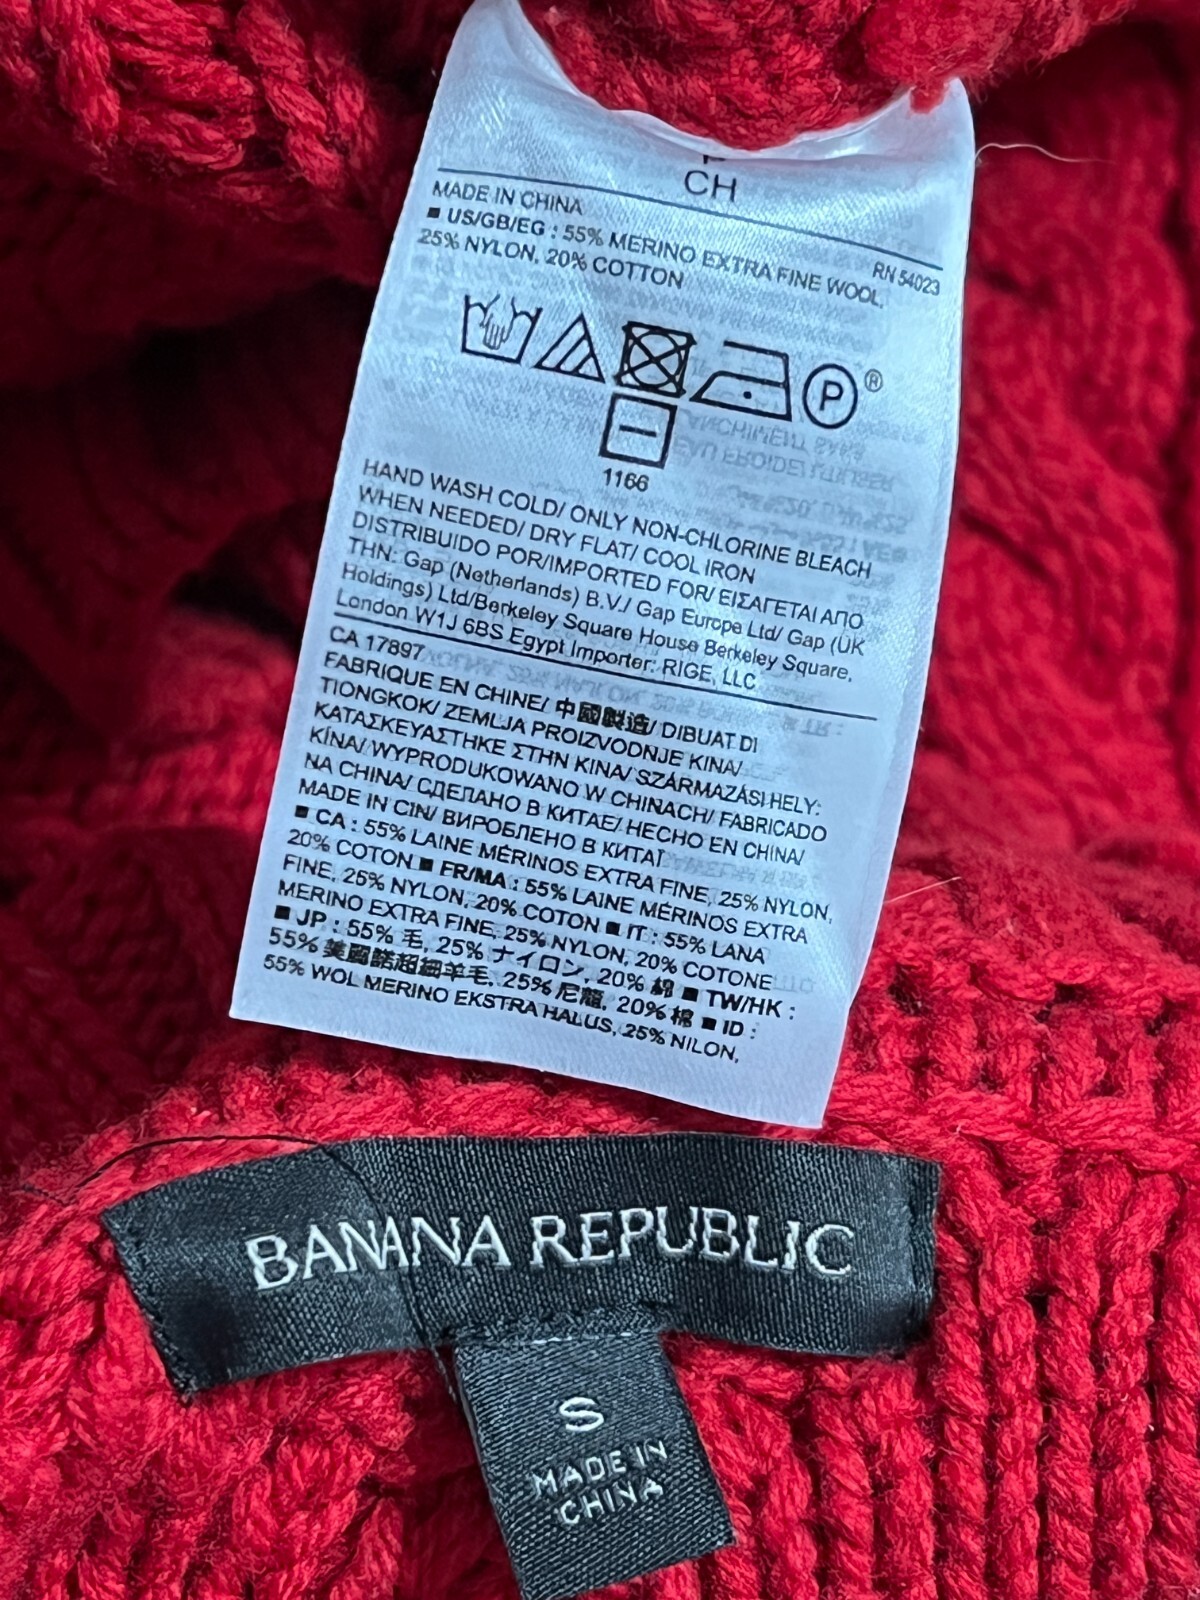 CH
MADE IN CHINA
RN 54023
■ US/GB/EG : 55% MERINO EXTRA FINE WOOL,
25% NYLON, 20% COTTON
P ®
1166
HAND WASH COLD/ ONLY NON-CHLORINE BLEACH
WHEN NEEDED/ DRY FLAT/ COOL IRON
DISTRIBUIDO POR/IMPORTED FOR/ ΕΙΣΑΓΕΤΑΙ ΑΠΟ
THN: Gap (Netherlands) B.V./ Gap Europe Ltd/ Gap (UK
Holdings) Ltd/Berkeley Square House Berkeley Square,
London W1J 6BS Egypt Importer: RIGE, LLC
CA 17897
FABRIQUE EN CHINE/ 中國製造/ DIBUAT DI
TIONGKOK/ ZEMLJA PROIZVODNJE KINA/
ΚΑΤΑΣΚΕΥΑΣΤΗΚΕ ΣΤΗΝ ΚΙΝΑ/ SZÁRMAZÁSI HELY:
KÍNA/ WYPRODUKOWANO W CHINACH/ FABRICADO
NA CHINA/ СДЕЛАНО В КИТАЕ/ HECHO EN CHINA/
MADE IN CIN/ ВИРОБЛЕНО В КИТАЇ
■ CA : 55% LAINE MÉRINOS EXTRA FINE, 25% NYLON,
20% COTON ■ FR/MA : 55% LAINE MÉRINOS EXTRA
FINE, 25% NYLON, 20% COTON ■ IT : 55% LANA
MERINO EXTRA FINE, 25% NYLON, 20% COTONE
■ JP : 55% 毛, 25% ナイロン, 20% 綿 ■ TW/HK :
55% 美國諾超細羊毛, 25% 尼龍, 20% 棉 ■ ID :
55% WOL MERINO EKSTRA HALUS, 25% NILON,
BANANA REPUBLIC
S
MADE IN
CHINA